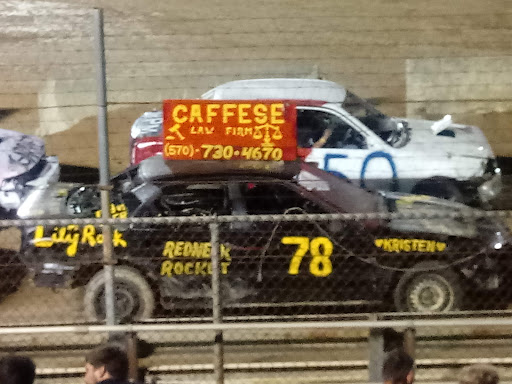 CAFFESE
LAW FIRM
(570)-730-4670
50
Lily Rock
REDNECK
ROCKET
78
♥KRISTEN♥